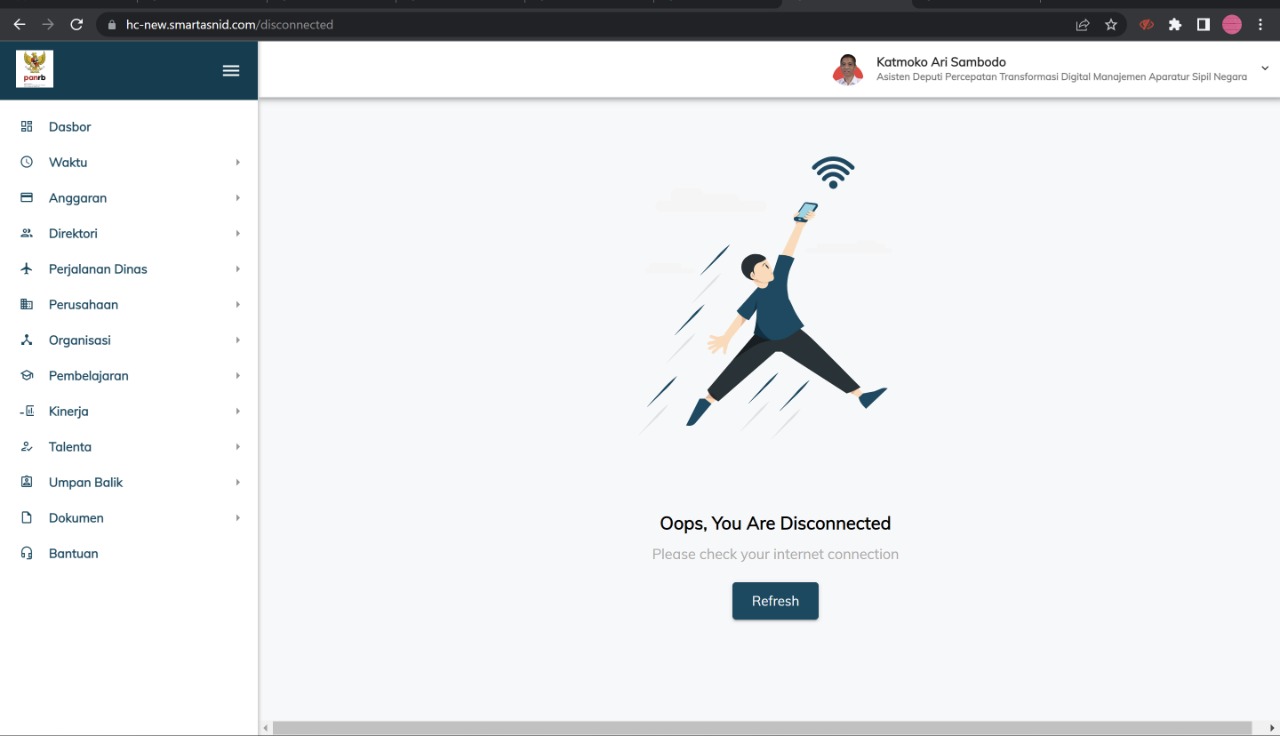 hc-new.smartasnid.com/disconnected
panrb
Katmoko Ari Sambodo
Asisten Deputi Percepatan Transformasi Digital Manajemen Aparatur Sipil Negara
Dasbor
Waktu
Anggaran
Direktori
Perjalanan Dinas
Perusahaan
Organisasi
Pembelajaran
Kinerja
Talenta
Umpan Balik
Dokumen
Bantuan
Oops, You Are Disconnected
Please check your internet connection
Refresh